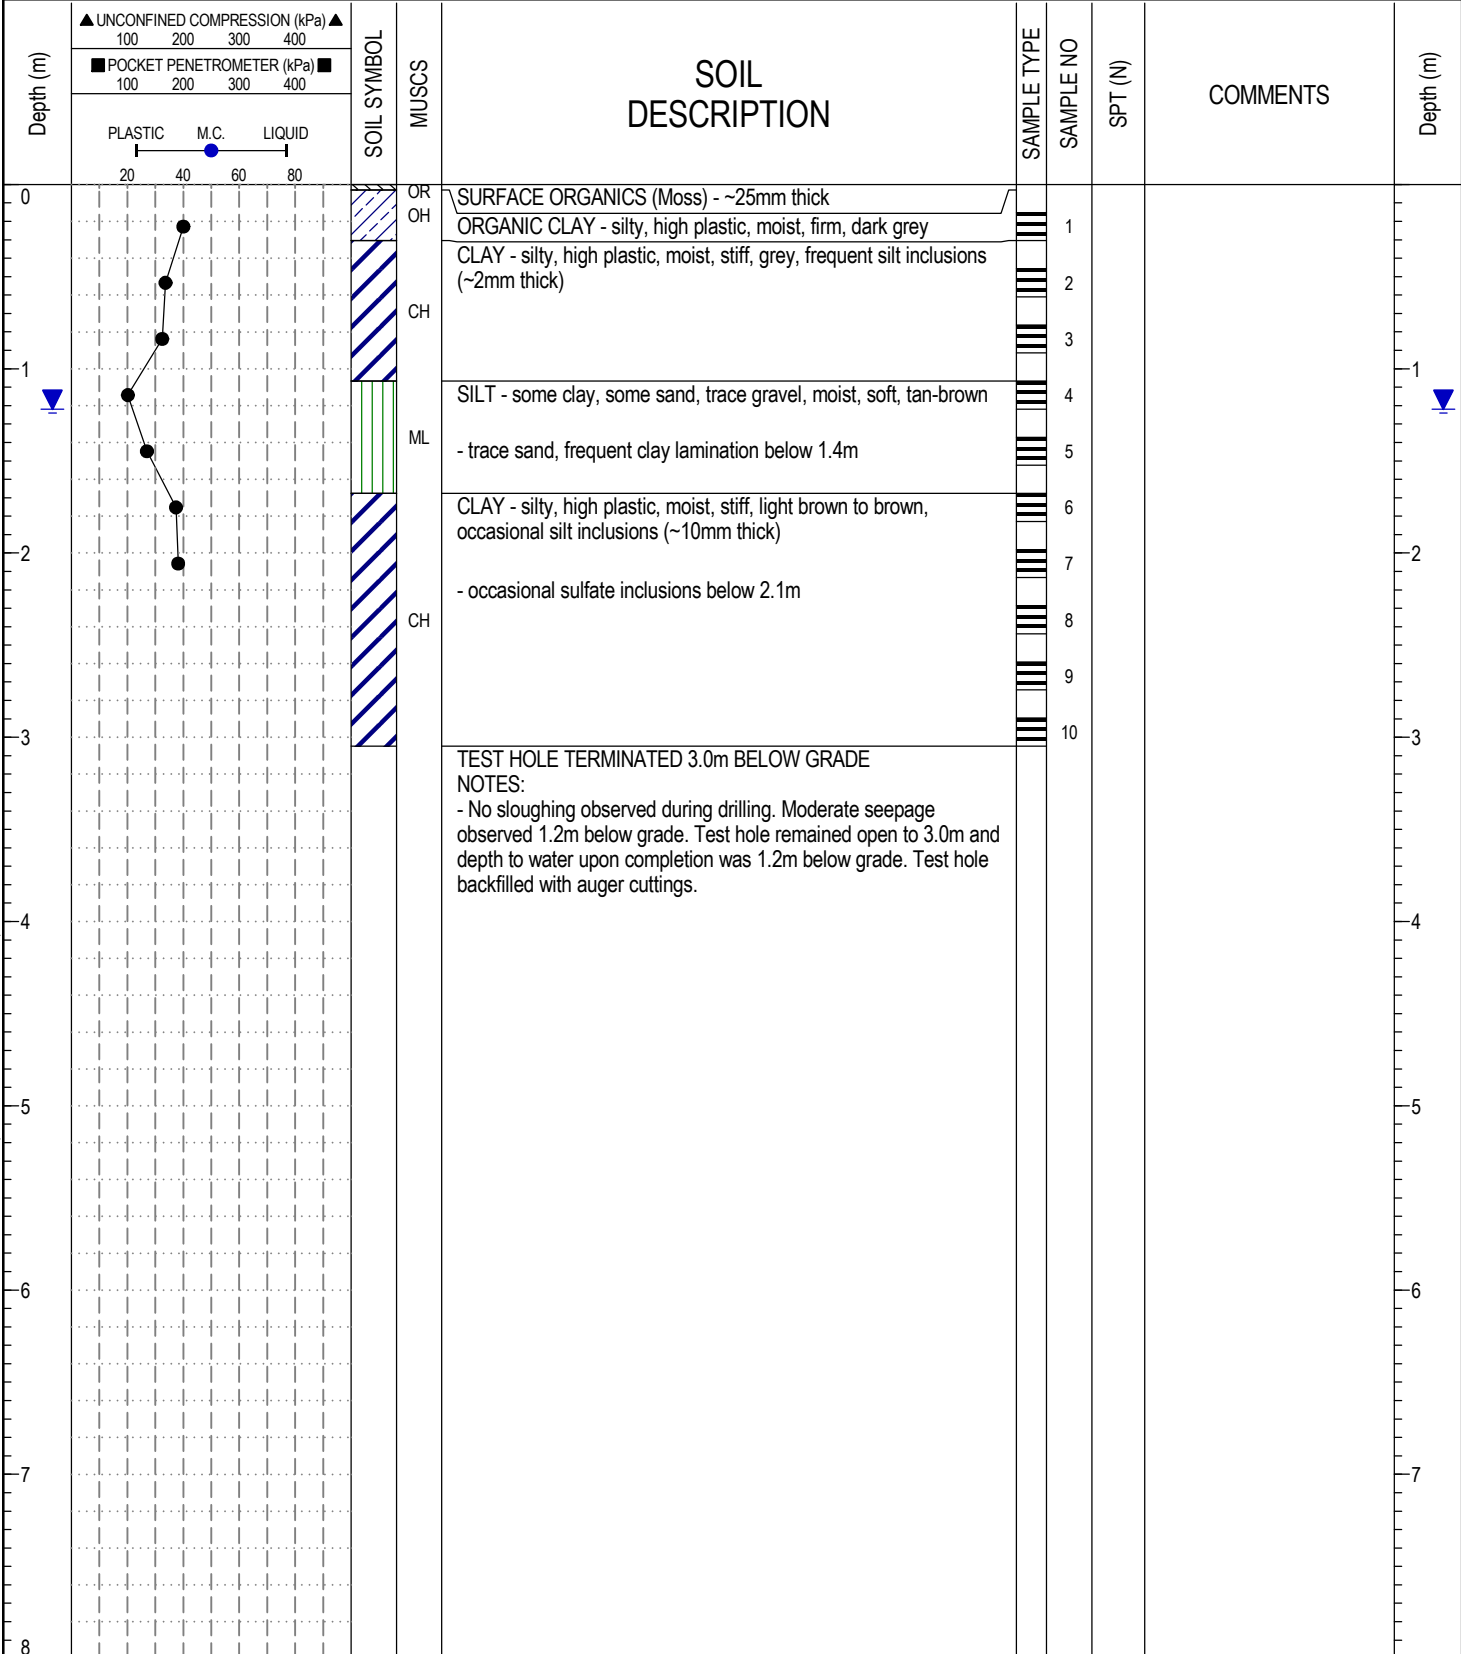 Depth (m)
▲ UNCONFINED COMPRESSION (kPa) ▲
100 200 300 400
■ POCKET PENETROMETER (kPa) ■
100 200 300 400
PLASTIC M.C. LIQUID
20 40 60 80
SOIL SYMBOL
MUSCS
SOIL
DESCRIPTION
SAMPLE TYPE
SAMPLE NO
SPT (N)
COMMENTS
Depth (m)
0
OR
SURFACE ORGANICS (Moss) - ~25mm thick
OH
ORGANIC CLAY - silty, high plastic, moist, firm, dark grey
1
CLAY - silty, high plastic, moist, stiff, grey, frequent silt inclusions
(~2mm thick)
2
CH
3
1
1
SILT - some clay, some sand, trace gravel, moist, soft, tan-brown
4
ML
- trace sand, frequent clay lamination below 1.4m
5
CLAY - silty, high plastic, moist, stiff, light brown to brown,
6
occasional silt inclusions (~10mm thick)
2
7
2
- occasional sulfate inclusions below 2.1m
CH
8
9
10
3
3
TEST HOLE TERMINATED 3.0m BELOW GRADE
NOTES:
- No sloughing observed during drilling. Moderate seepage
observed 1.2m below grade. Test hole remained open to 3.0m and
depth to water upon completion was 1.2m below grade. Test hole
backfilled with auger cuttings.
4
4
5
5
6
6
7
7
8